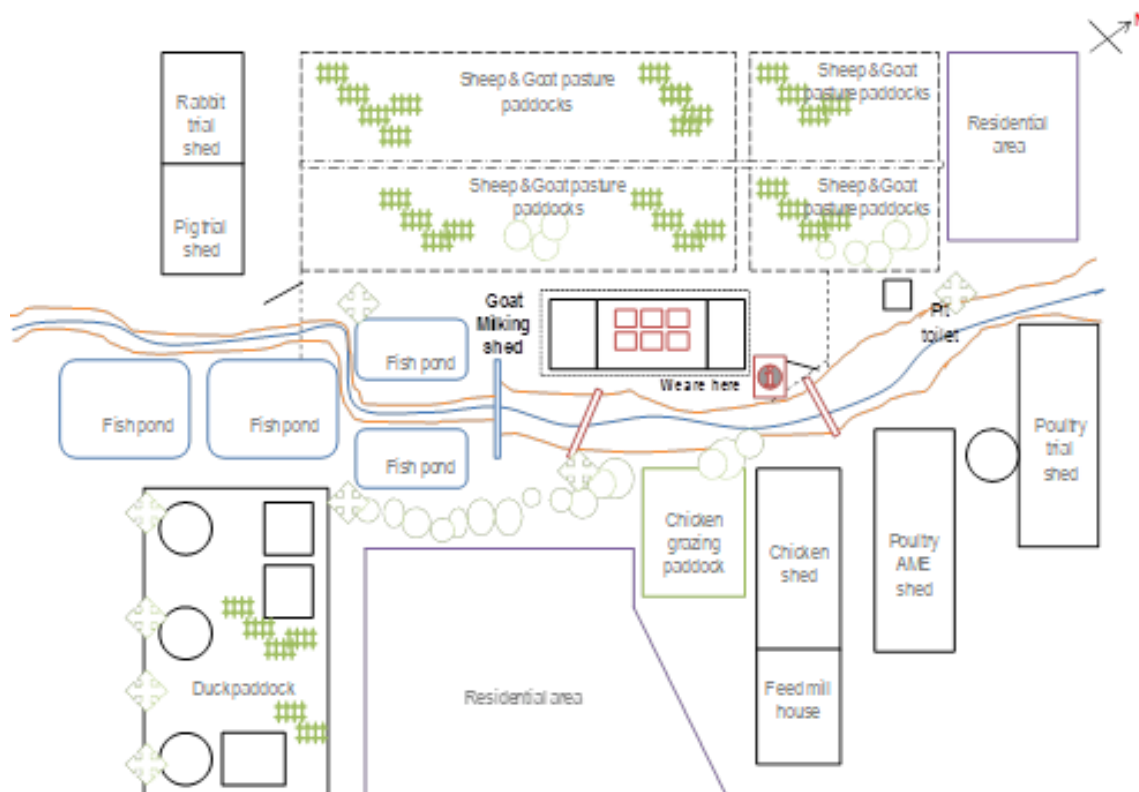 N
Sheep & Goat pasture
paddocks
Sheep & Goat
pasture paddocks
Rabbit
trial
shed
Residential
area
Sheep & Goat pasture
paddocks
Sheep & Goat
pasture paddocks
Pig trial
shed
Goat
Milking
shed
Pit
toilet
Fish pond
We are here
Fish pond
Fish pond
Fish pond
Poultry
trial
shed
Chicken
grazing
paddock
Chicken
shed
Poultry
AME
shed
Duck paddock
Residential area
Feed mill
house